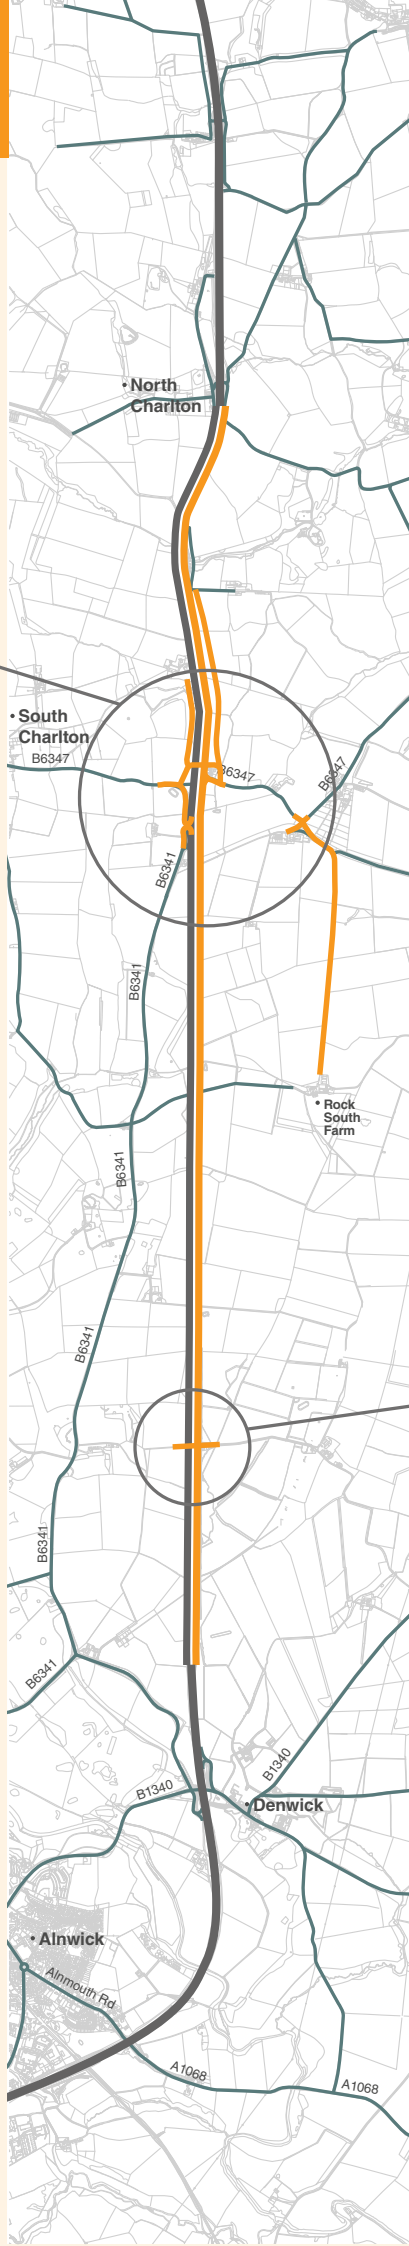 North
Charlton
South
Charlton
B6347
B6347
B6347
B6341
B6341
Rock
South
Farm
B6341
B6341
B6341
B6341
B1340
B1340
Denwick
Alnwick
Alnmouth Rd
A1068
A1068